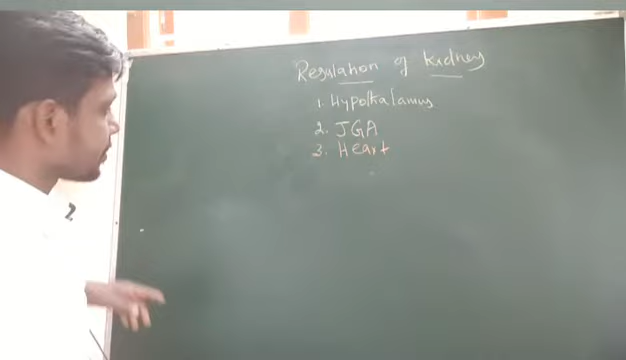 Regulation of kidney
1. Hypothalamus
2. JGA
3. Heart